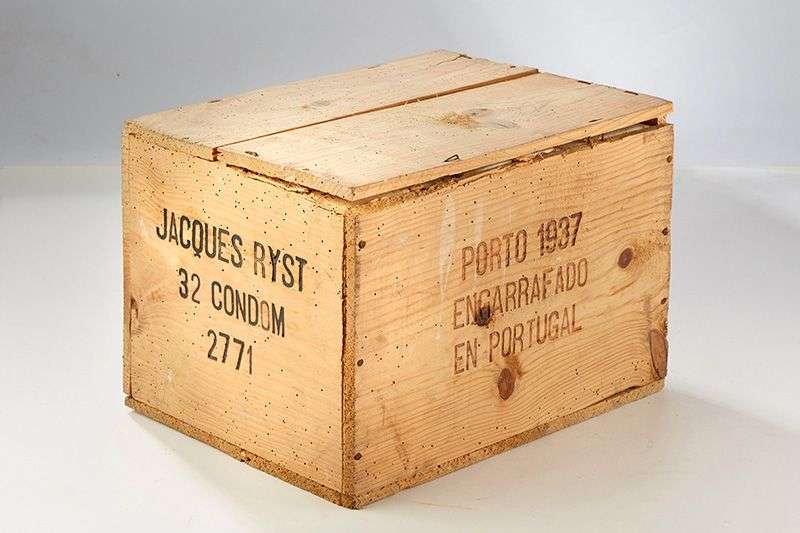 JACQUES RYST
32 CONDOM
2771
PORTO 1937
ENGARRAFADO
EN PORTUGAL